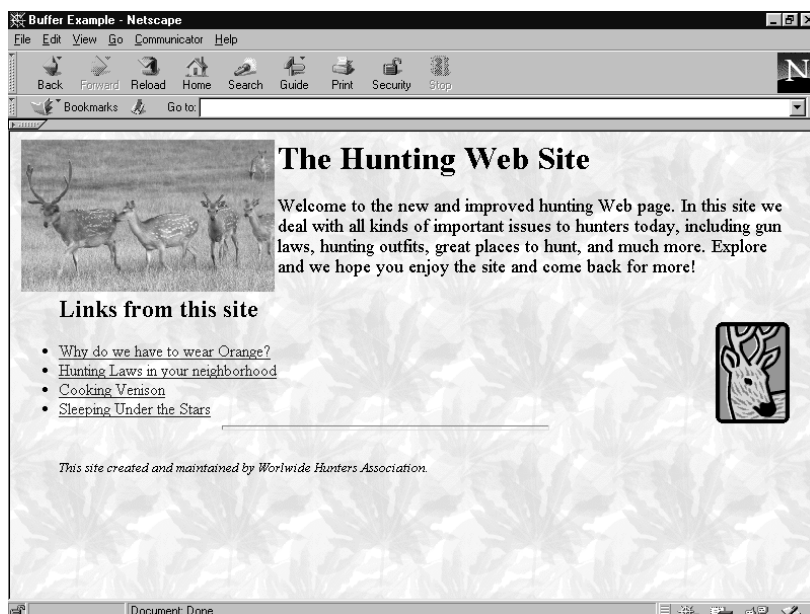 Buffer Example - Netscape
File Edit View Go Communicator Help
Back Forward Reload Home Search Guide Print Security Stop
N
Bookmarks Go to:
The Hunting Web Site
Welcome to the new and improved hunting Web page. In this site we
deal with all kinds of important issues to hunters today, including gun
laws, hunting outfits, great places to hunt, and much more. Explore
and we hope you enjoy the site and come back for more!
Links from this site
Why do we have to wear Orange?
Hunting Laws in your neighborhood
Cooking Venison
Sleeping Under the Stars
This site created and maintained by Worlwide Hunters Association.
Document: Done